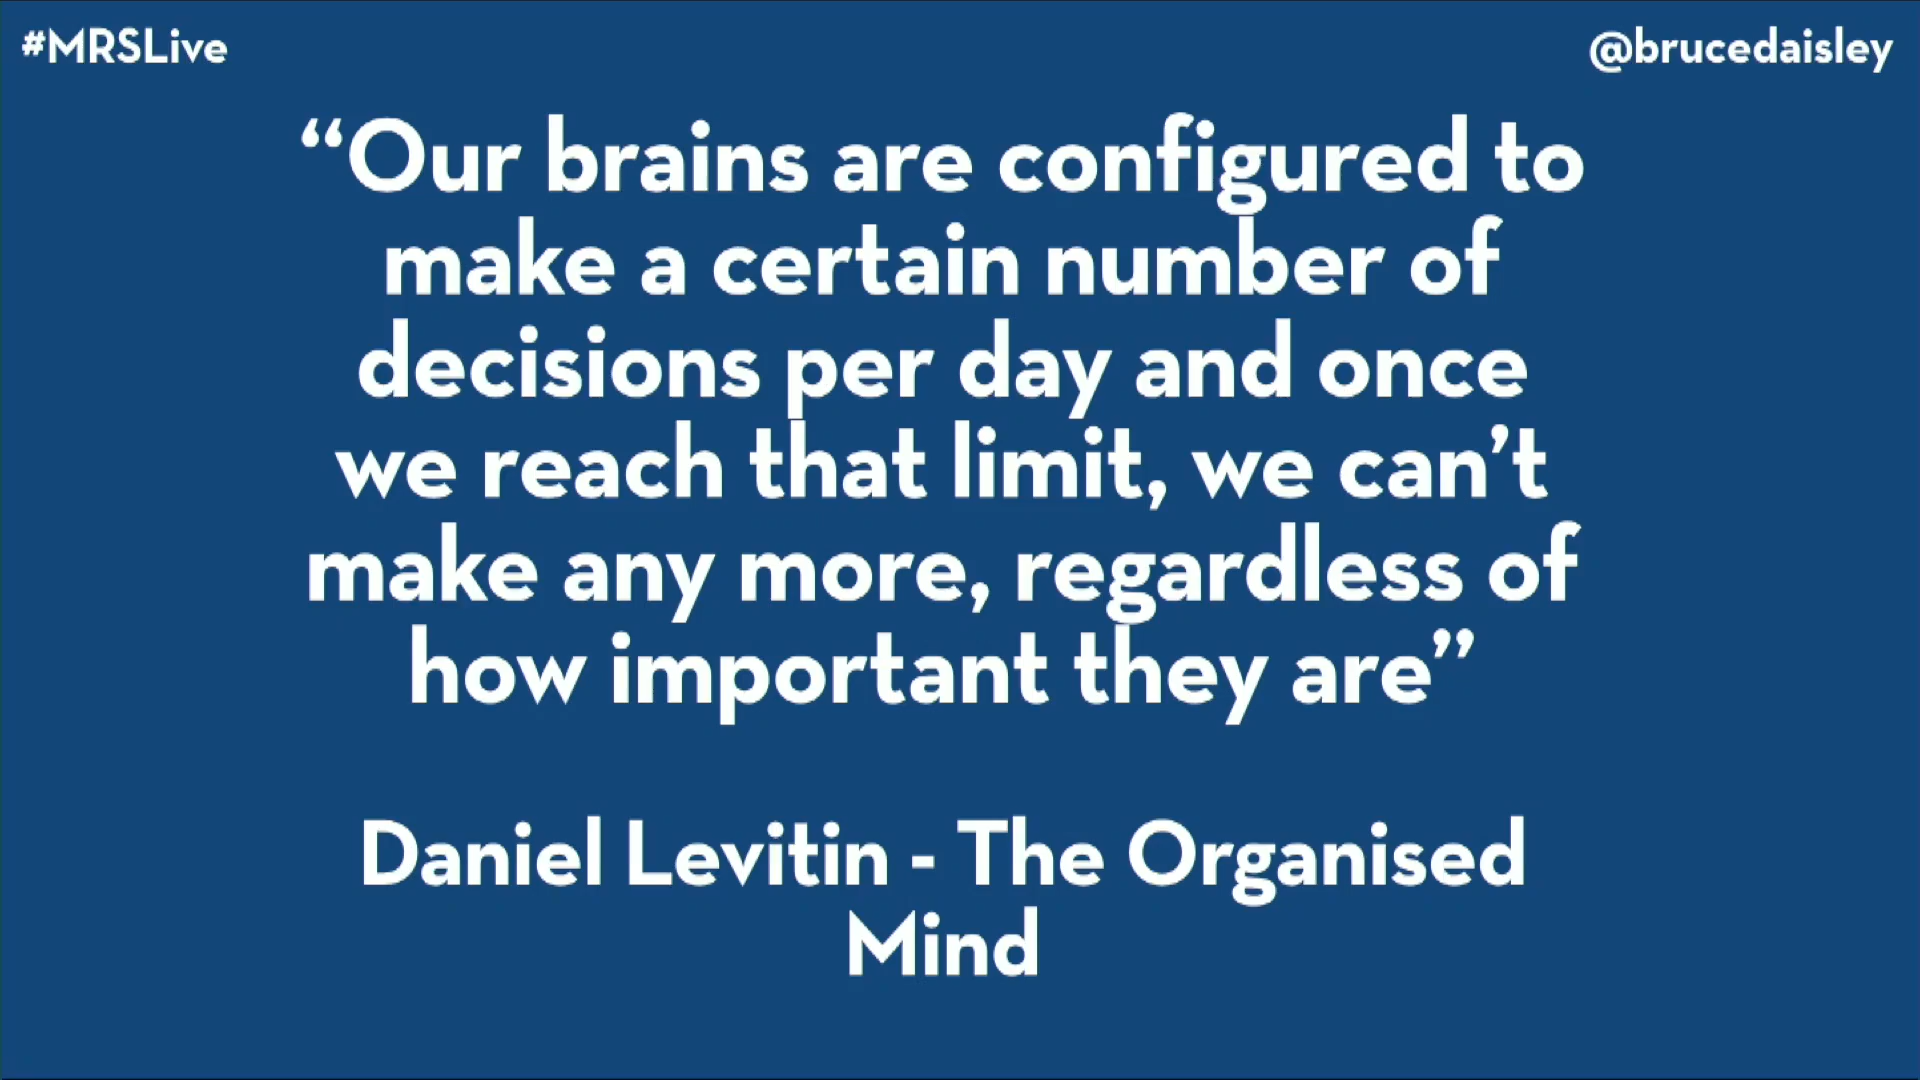 #MRSLive
@brucedaisley
“Our brains are configured to
make a certain number of
decisions per day and once
we reach that limit, we can’t
make any more, regardless of
how important they are”
Daniel Levitin - The Organised
Mind